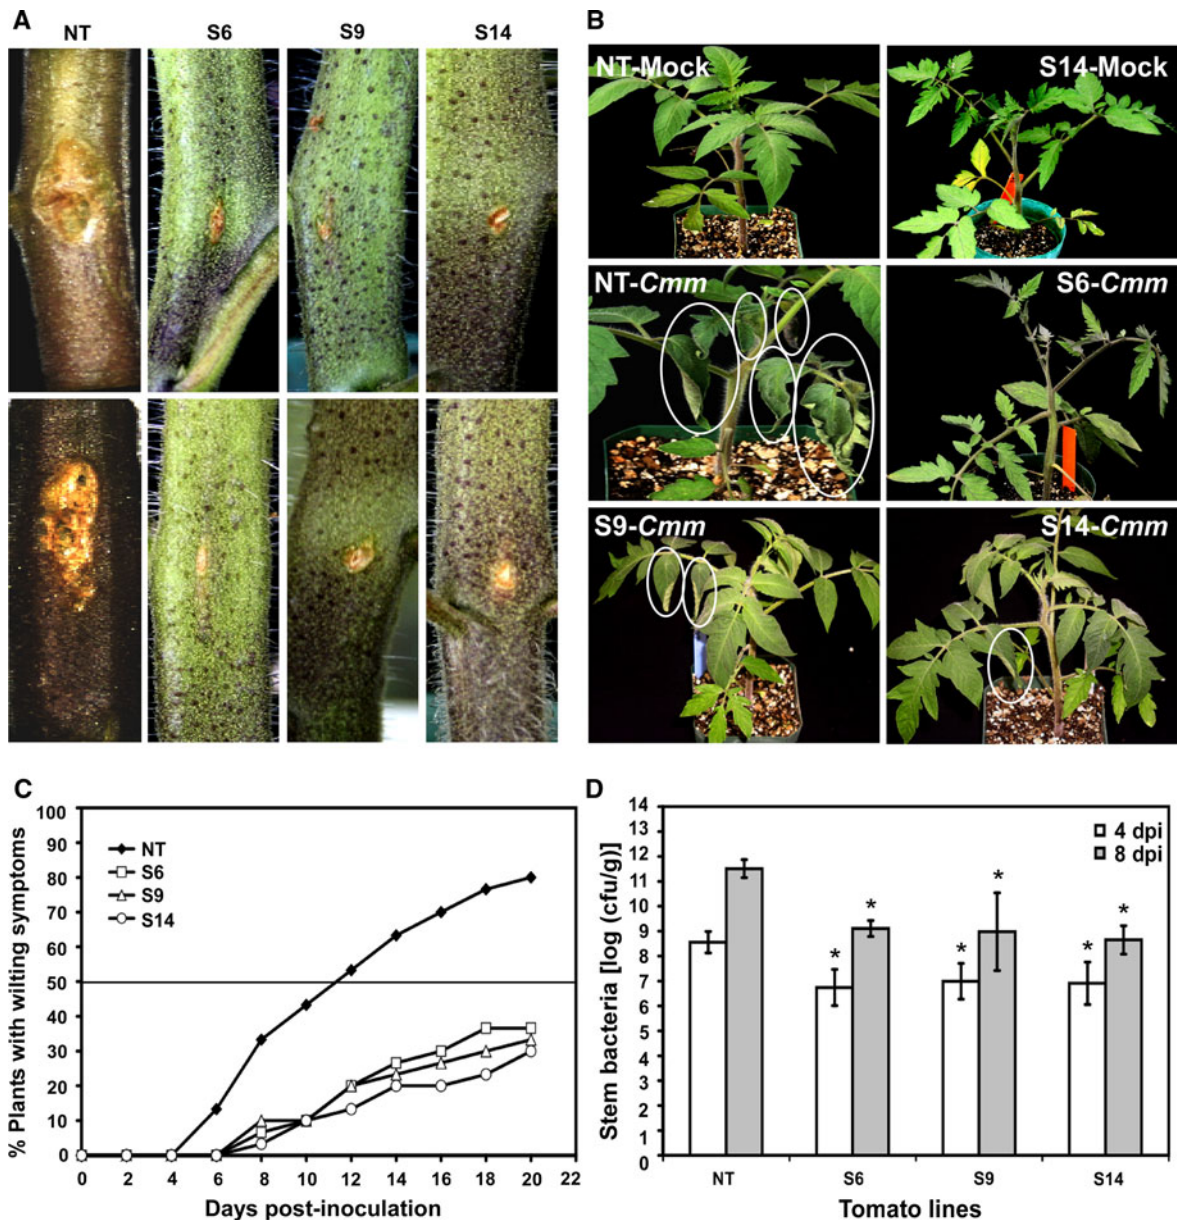 A
NT S6 S9 S14
B
NT-Mock
S14-Mock
NT-Cmm
S6-Cmm
S9-Cmm
S14-Cmm
C
% Plants with wilting symptoms
100
90
80
70
60
50
40
30
20
10
0
NT
S6
S9
S14
0 2 4 6 8 10 12 14 16 18 20 22
Days post-inoculation
D
Stem bacteria [log (cfu/g)]
14
13
12
11
10
9
8
7
6
5
4
3
2
1
0
4 dpi
8 dpi
* * * * * *
NT S6 S9 S14
Tomato lines